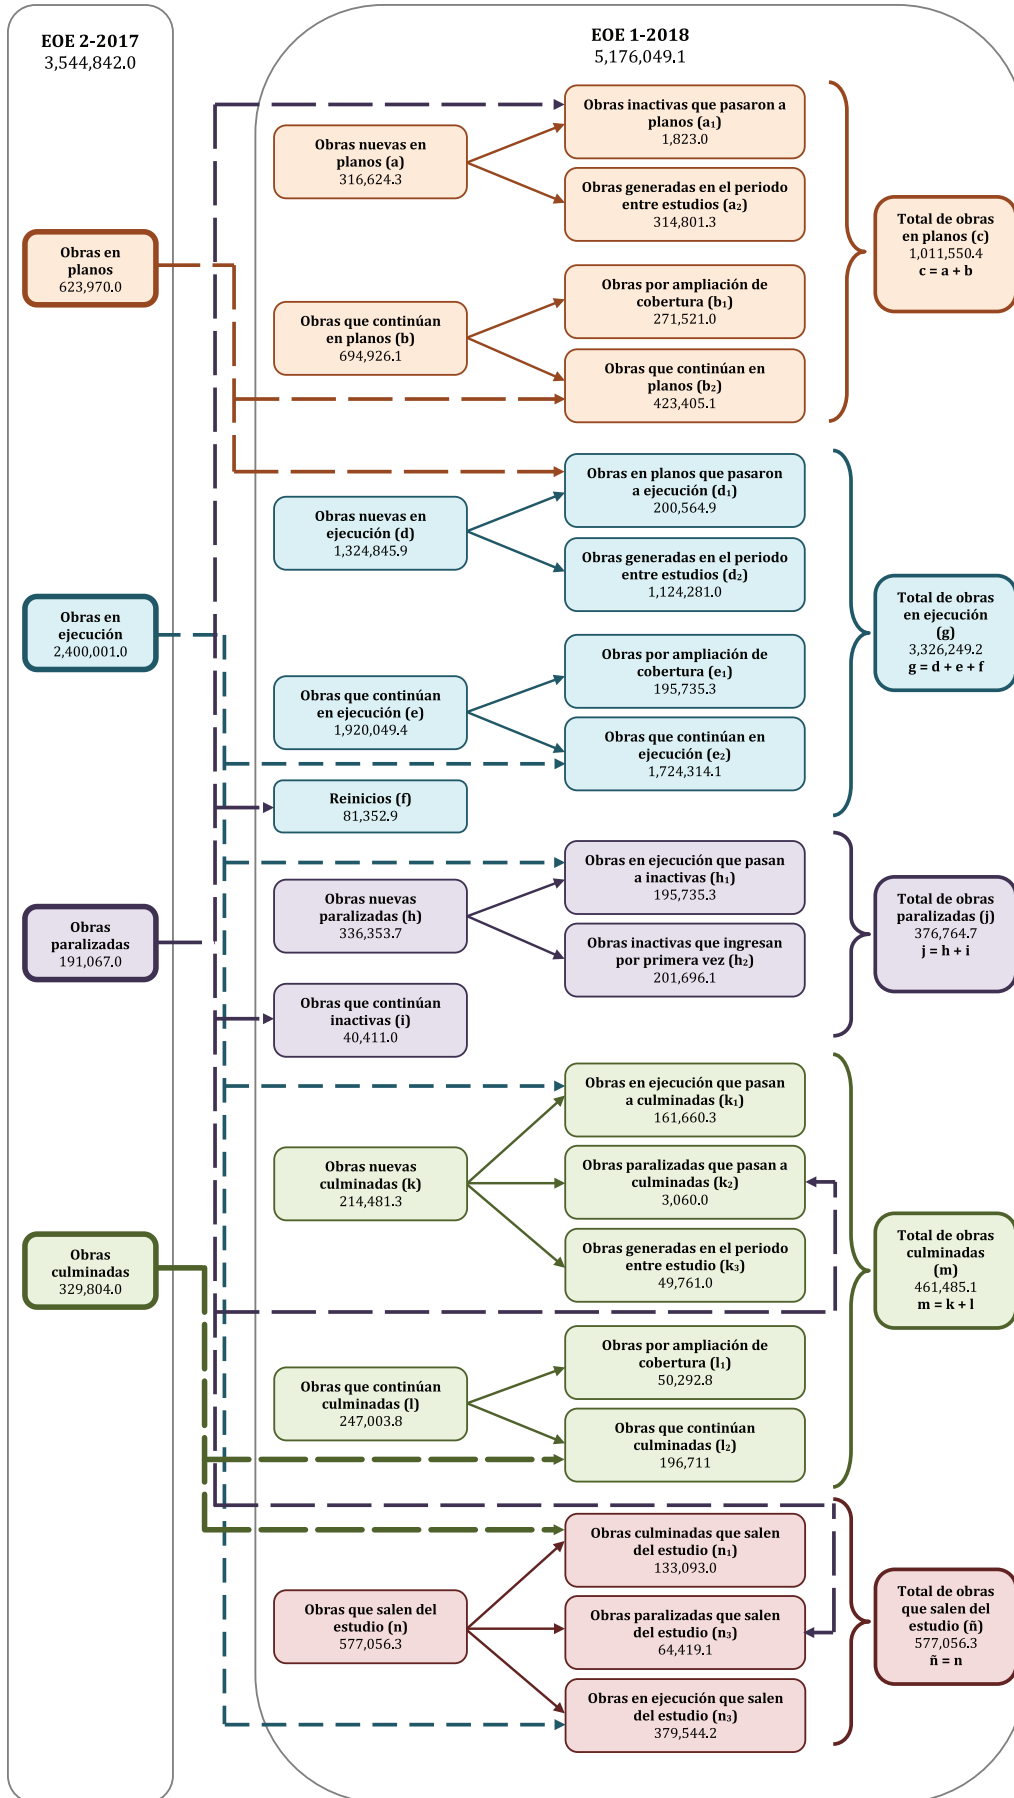 EOE 2-2017
3,544,842.0
EOE 1-2018
5,176,049.1
Obras en
planos
623,970.0
Obras en
ejecución
2,400,001.0
Obras
paralizadas
191,067.0
Obras
culminadas
329,804.0
Obras nuevas en
planos (a)
316,624.3
Obras inactivas que pasaron a
planos (a₁)
1,823.0
Obras generadas en el periodo
entre estudios (a₂)
314,801.3
Obras que continúan
en planos (b)
694,926.1
Obras por ampliación de
cobertura (b₁)
271,521.0
Obras que continúan en
planos (b₂)
423,405.1
Total de obras
en planos (c)
1,011,550.4
c = a + b
Obras nuevas en
ejecución (d)
1,324,845.9
Obras en planos que pasaron
a ejecución (d₁)
200,564.9
Obras generadas en el periodo
entre estudios (d₂)
1,124,281.0
Obras que continúan
en ejecución (e)
1,920,049.4
Obras por ampliación de
cobertura (e₁)
195,735.3
Obras que continúan en
ejecución (e₂)
1,724,314.1
Reinicios (f)
81,352.9
Total de obras
en ejecución
(g)
3,326,249.2
g = d + e + f
Obras nuevas
paralizadas (h)
336,353.7
Obras en ejecución que pasan
a inactivas (h₁)
195,735.3
Obras inactivas que ingresan
por primera vez (h₂)
201,696.1
Obras que continúan
inactivas (i)
40,411.0
Total de obras
paralizadas (j)
376,764.7
j = h + i
Obras nuevas
culminadas (k)
214,481.3
Obras en ejecución que pasan
a culminadas (k₁)
161,660.3
Obras paralizadas que pasan a
culminadas (k₂)
3,060.0
Obras generadas en el periodo
entre estudio (k₃)
49,761.0
Obras que continúan
culminadas (l)
247,003.8
Obras por ampliación de
cobertura (l₁)
50,292.8
Obras que continúan
culminadas (l₂)
196,711
Total de obras
culminadas
(m)
461,485.1
m = k + l
Obras que salen del
estudio (n)
577,056.3
Obras culminadas que salen
del estudio (n₁)
133,093.0
Obras paralizadas que salen
del estudio (n₃)
64,419.1
Obras en ejecución que salen
del estudio (n₃)
379,544.2
Total de obras
que salen del
estudio (ñ)
577,056.3
ñ = n